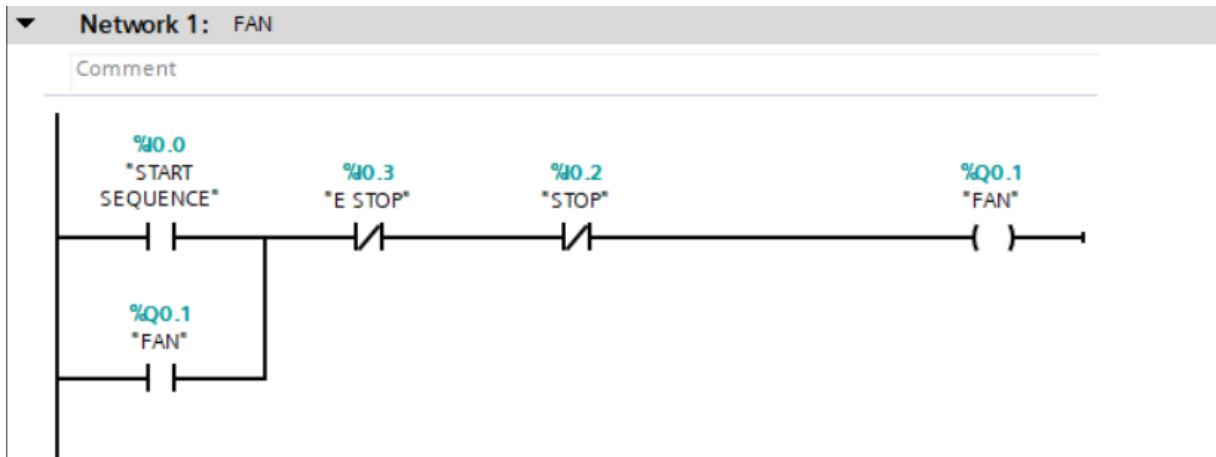 Network 1: FAN
Comment
%I0.0
"START
SEQUENCE"
%I0.3
"E STOP"
%I0.2
"STOP"
%Q0.1
"FAN"
%Q0.1
"FAN"